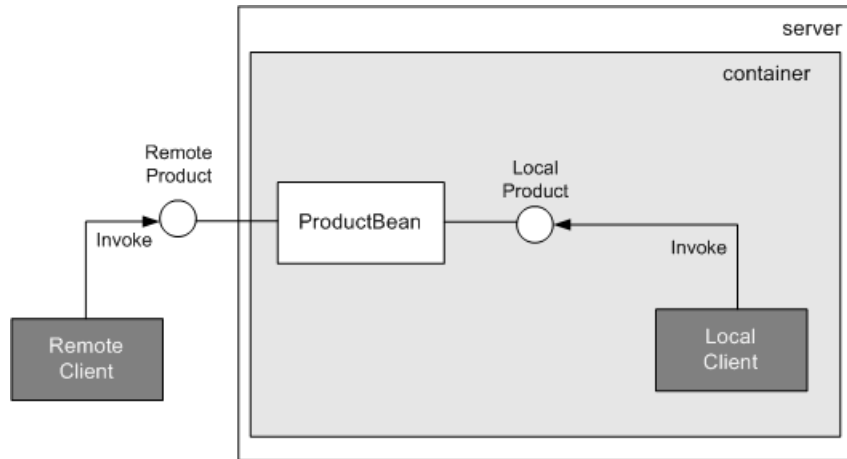 server
container
Remote
Product
Local
Product
ProductBean
Invoke
Invoke
Remote
Client
Local
Client